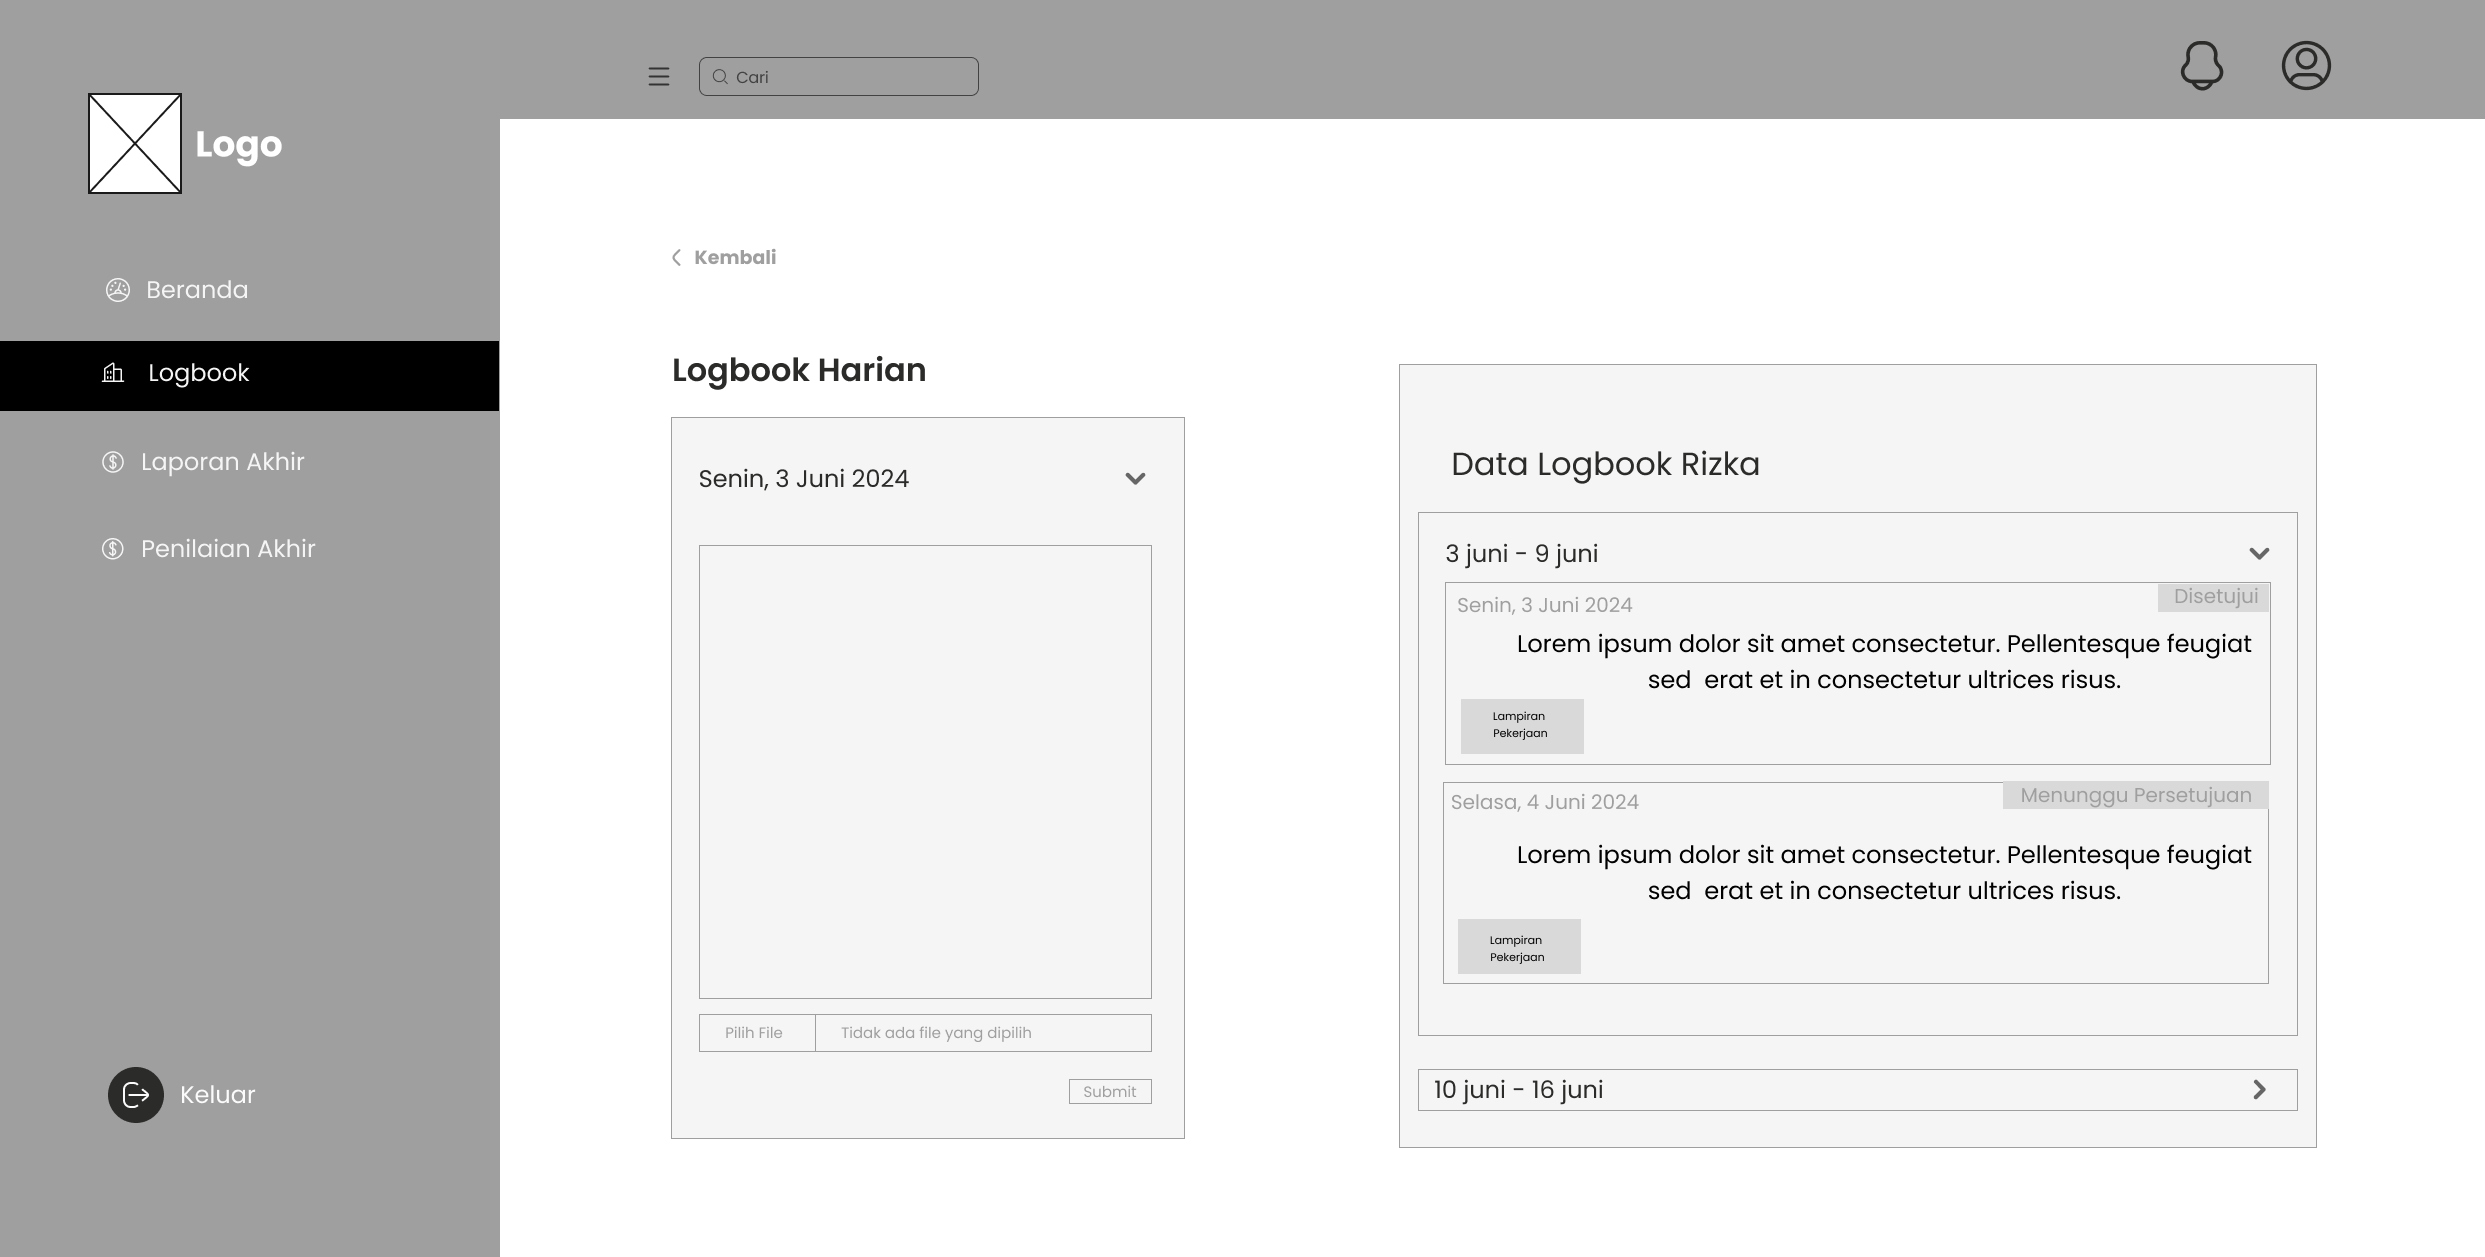 Cari
Logo
Beranda
Logbook
Laporan Akhir
Penilaian Akhir
Keluar
Kembali
Logbook Harian
Senin, 3 Juni 2024
Pilih File
Tidak ada file yang dipilih
Submit
Data Logbook Rizka
3 juni - 9 juni
Senin, 3 Juni 2024
Disetujui
Lorem ipsum dolor sit amet consectetur. Pellentesque feugiat
sed erat et in consectetur ultrices risus.
Lampiran
Pekerjaan
Selasa, 4 Juni 2024
Menunggu Persetujuan
Lorem ipsum dolor sit amet consectetur. Pellentesque feugiat
sed erat et in consectetur ultrices risus.
Lampiran
Pekerjaan
10 juni - 16 juni